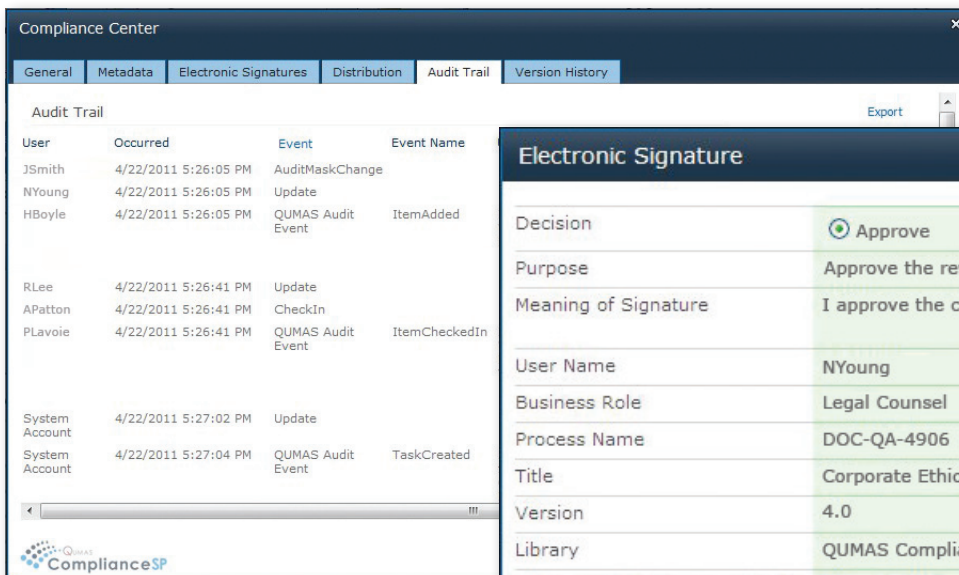 Compliance Center
General Metadata Electronic Signatures Distribution Audit Trail Version History
Audit Trail Export
User Occurred Event Event Name
JSmith 4/22/2011 5:26:05 PM AuditMaskChange
NYoung 4/22/2011 5:26:05 PM Update
HBoyle 4/22/2011 5:26:05 PM QUMAS Audit ItemAdded
Event
RLee 4/22/2011 5:26:41 PM Update
APatton 4/22/2011 5:26:41 PM CheckIn
PLavoie 4/22/2011 5:26:41 PM QUMAS Audit ItemCheckedIn
Event
System 4/22/2011 5:27:02 PM Update
Account
System 4/22/2011 5:27:04 PM QUMAS Audit TaskCreated
Account Event
QUMAS
ComplianceSP
Electronic Signature
Decision Approve
Purpose Approve the re
Meaning of Signature I approve the c
User Name NYoung
Business Role Legal Counsel
Process Name DOC-QA-4906
Title Corporate Ethic
Version 4.0
Library QUMAS Complia